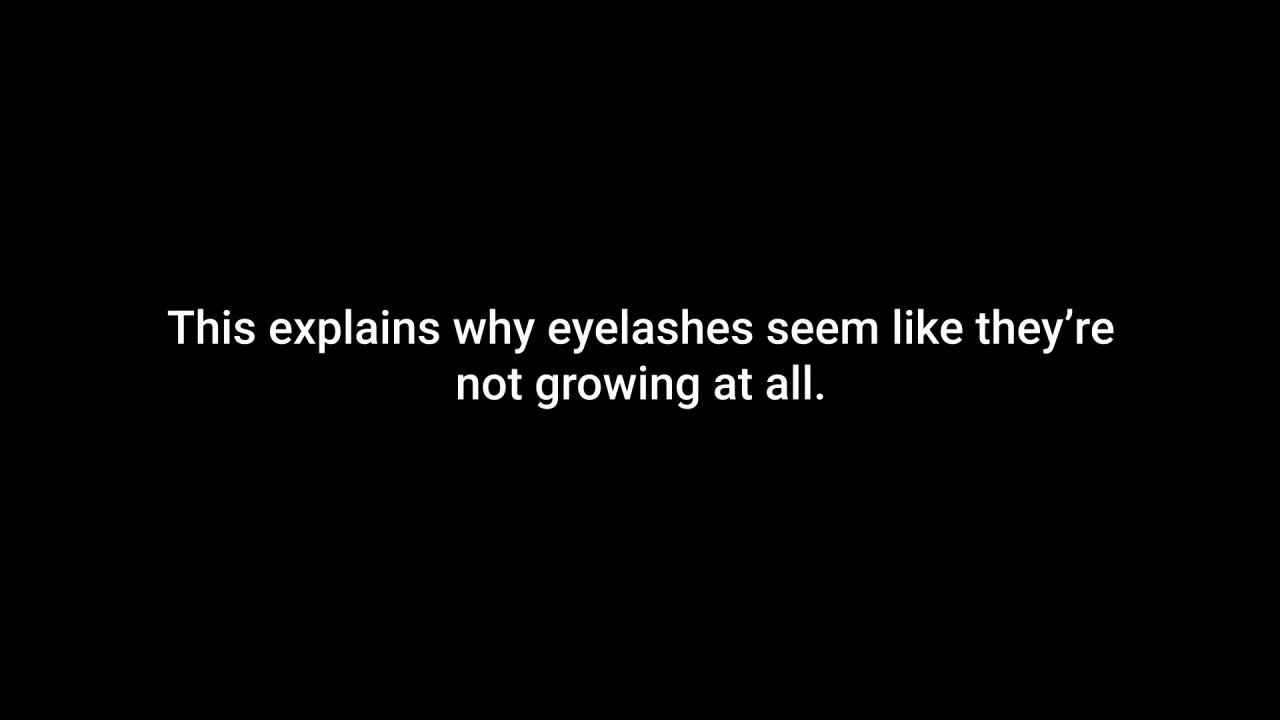 This explains why eyelashes seem like they’re
not growing at all.